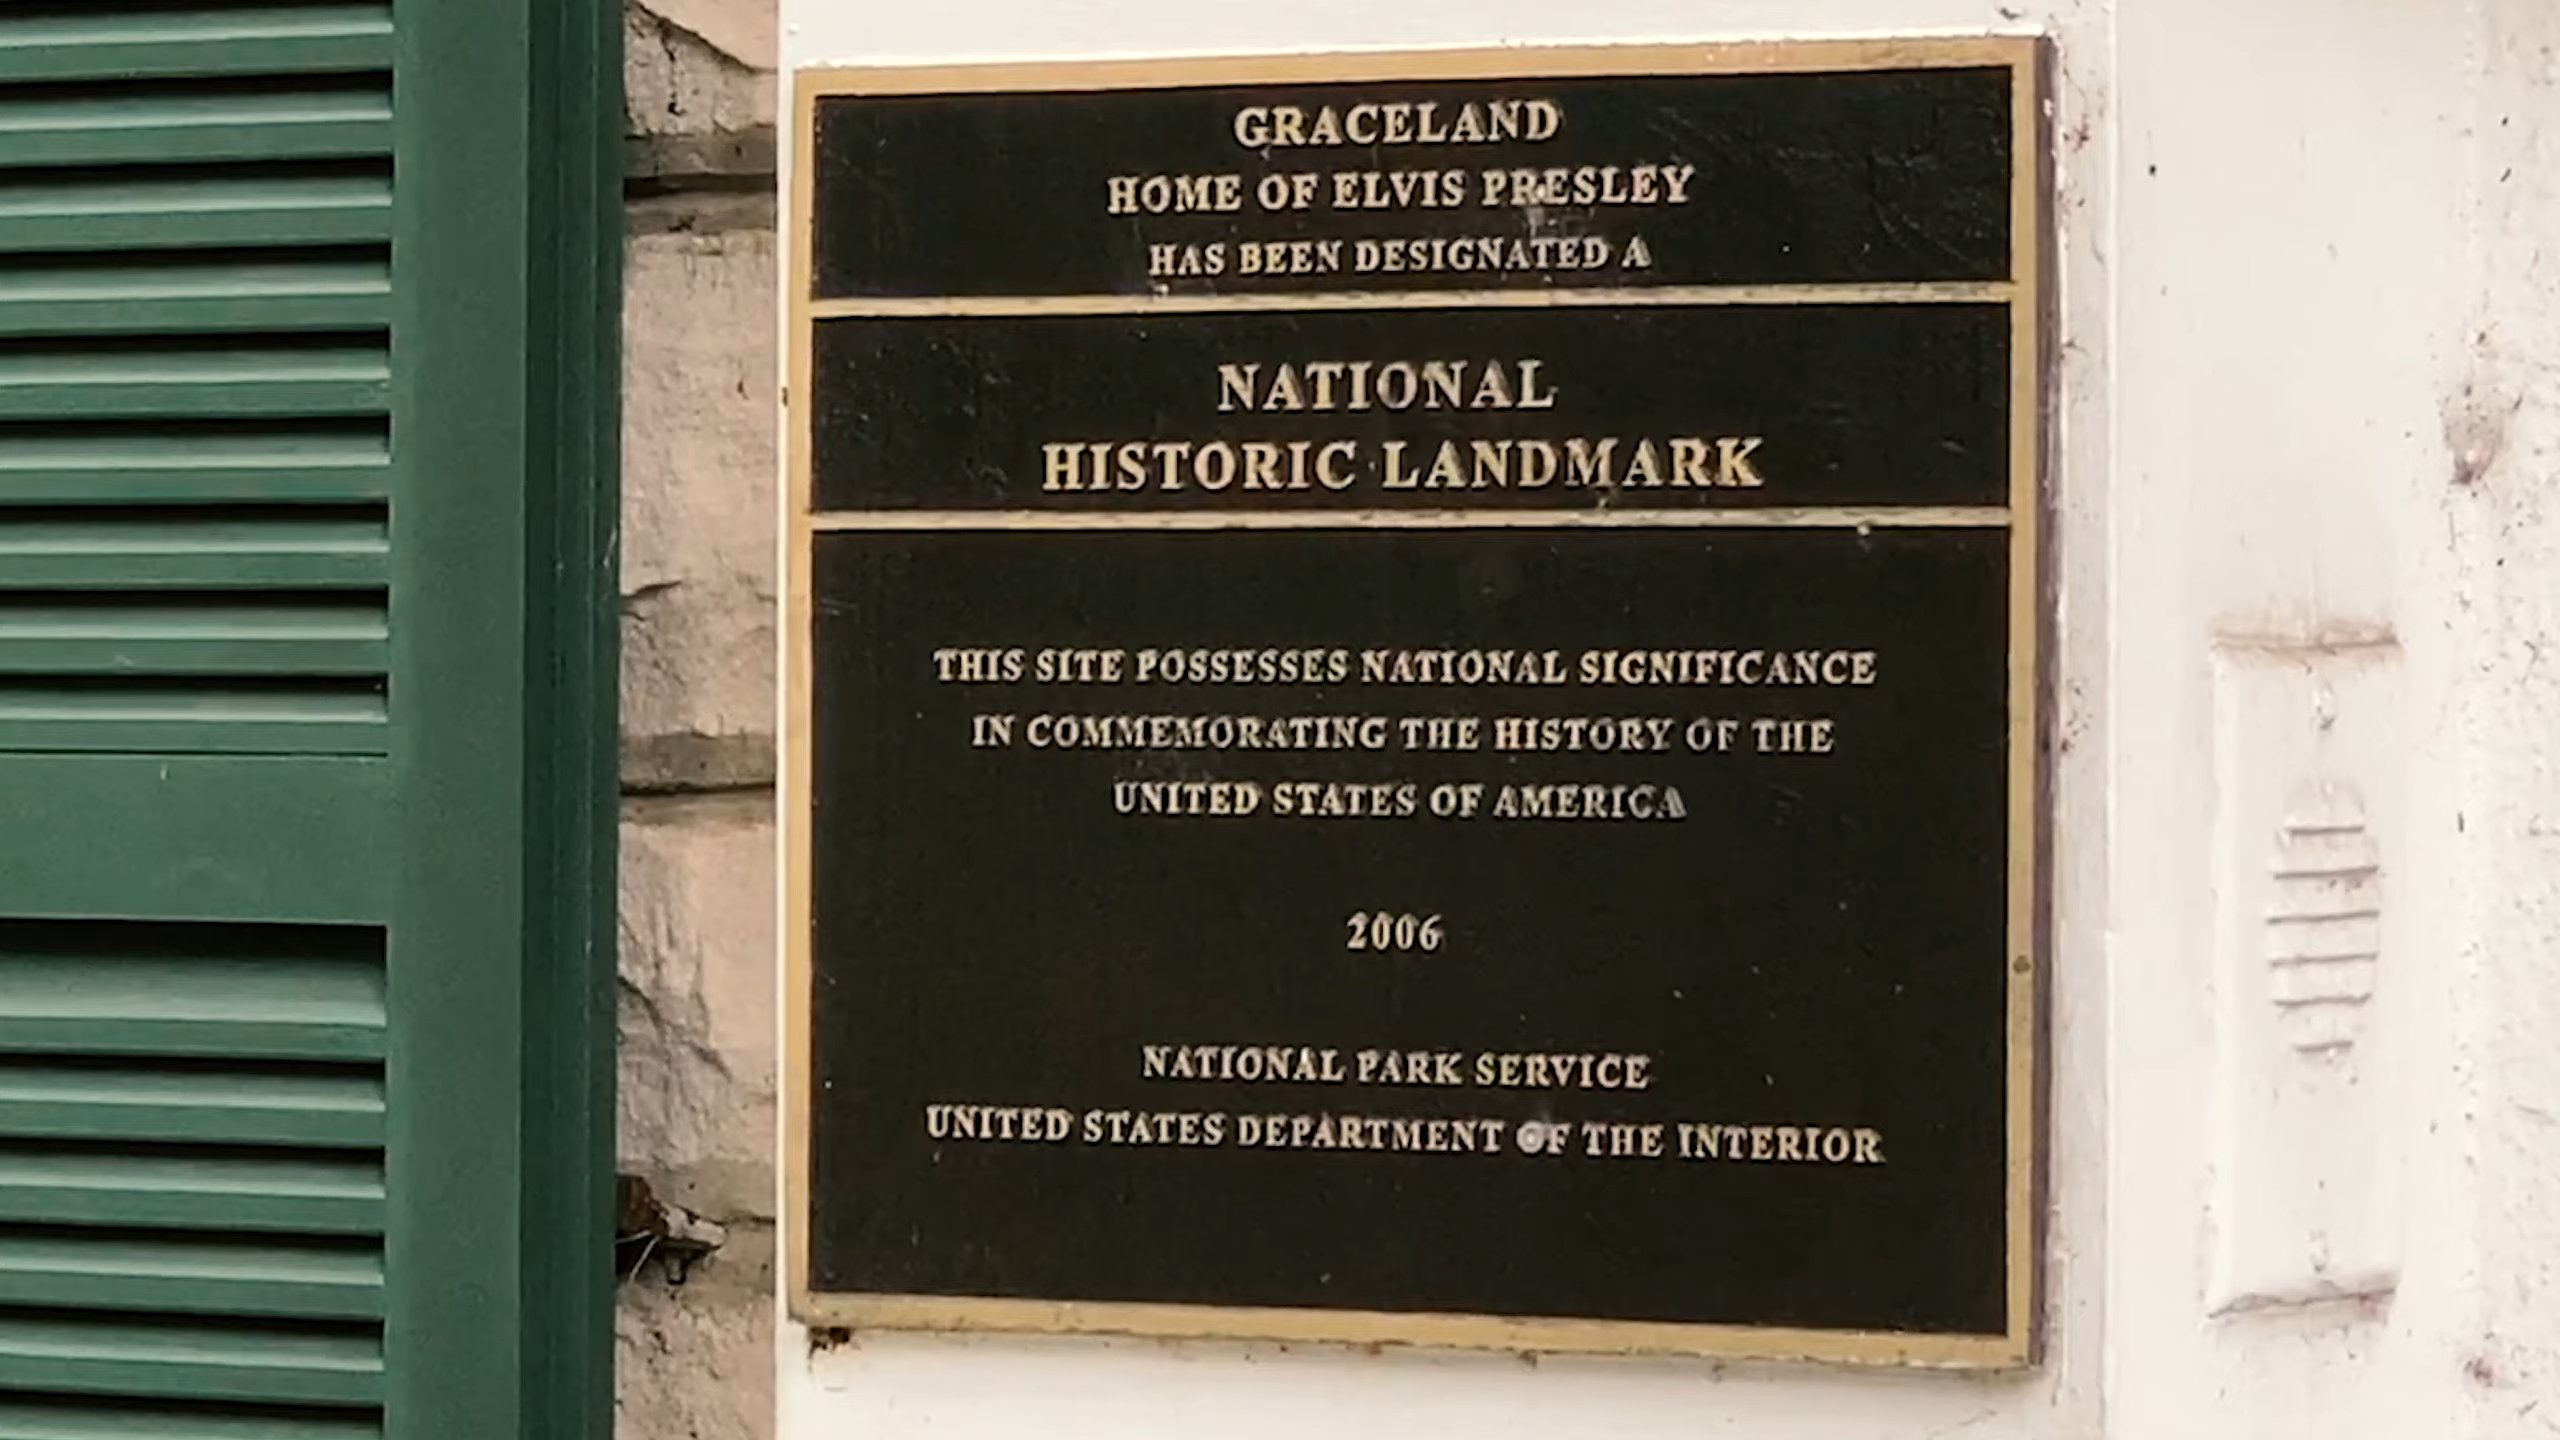 GRACELAND
HOME OF ELVIS PRESLEY
HAS BEEN DESIGNATED A
NATIONAL
HISTORIC LANDMARK
THIS SITE POSSESSES NATIONAL SIGNIFICANCE
IN COMMEMORATING THE HISTORY OF THE
UNITED STATES OF AMERICA
2006
NATIONAL PARK SERVICE
UNITED STATES DEPARTMENT OF THE INTERIOR